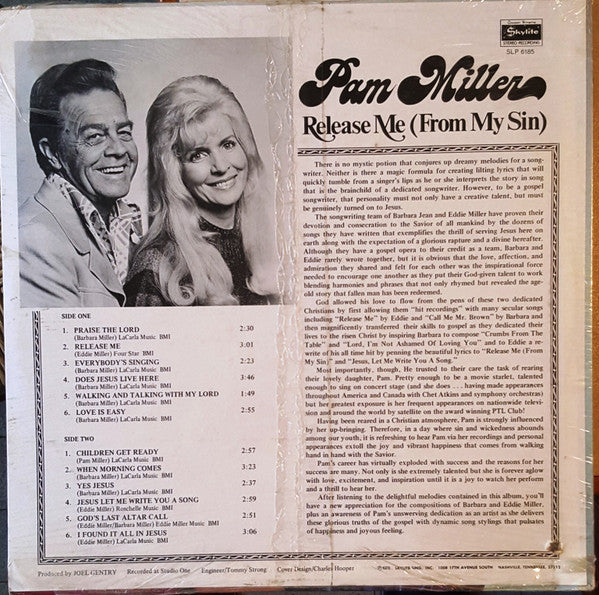 Skylite
STEREO RECORDING
SLP 6185
Pam Miller
Release Me (From My Sin)
There is no mystic potion that conjures up dreamy melodies for a song-
writer. Neither is there a magic formula for creating lilting lyrics that will
quickly tumble from a singer's lips as he or she interprets the story in song
that is the brainchild of a dedicated songwriter. However, to be a gospel
songwriter, that personality must not only have a creative talent, but must
be genuinely turned on to Jesus.
The songwriting team of Barbara Jean and Eddie Miller have proven their
devotion and consecration to the Savior of all mankind by the dozens of
songs they have written that exemplifies the thrill of serving Jesus here on
earth along with the expectation of a glorious rapture and a divine hereafter.
Although they have a gospel opera to their credit as a team, Barbara and
Eddie rarely wrote together, but it is obvious that the love, affection, and
admiration they shared and felt for each other was the inspirational force
needed to encourage one another as they put their God-given talent to work
blending harmonies and phrases that not only rhymed but revealed the age-
old story that fallen man has been redeemed.
God allowed his love to flow from the pens of these two dedicated
Christians by first allowing them "hit recordings" with many secular songs
including "Release Me" by Eddie and "Call Me Mr. Brown" by Barbara and
then magnificently transferred their skills to gospel as they dedicated their
lives to the risen Christ by inspiring Barbara to compose "Crumbs From The
Table" and "Lord, I'm Not Ashamed Of Loving You" and to Eddie a re-
write of his all time hit by penning the beautiful lyrics to "Release Me (From
My Sin)" and "Jesus, Let Me Write You A Song."
Most importantly, though, He trusted to their care the task of rearing
their lovely daughter, Pam. Pretty enough to be a movie starlet, talented
enough to sing on concert stage (and she does . . . having made appearances
throughout America and Canada with Chet Atkins and symphony orchestras)
but her greatest exposure is her frequent appearances on nationwide televi-
sion and around the world by satellite on the award winning PTL Club!
Having been reared in a Christian atmosphere, Pam is strongly influenced
by her up-bringing. Therefore, in a day where sin and wickedness abounds
among our youth, it is refreshing to hear Pam via her recordings and personal
appearances extoll the joy and vibrant happiness that comes from walking
hand in hand with the Savior.
Pam's career has virtually exploded with success and the reasons for her
success are many. Not only is she extremely talented but she is forever aglow
with love, excitement, and inspiration until it is a joy to watch her perform
and a thrill to hear her.
After listening to the delightful melodies contained in this album, you'll
have a new appreciation for the compositions of Barbara and Eddie Miller,
plus an awareness of Pam's unswerving dedication as an artist as she delivers
these glorious truths of the gospel with dynamic song stylings that pulsates
of happiness and joyous feeling.
SIDE ONE
1. PRAISE THE LORD 2:30
(Barbara Miller) LaCarla Music BMI
2. RELEASE ME 3:01
(Eddie Miller) Four Star BMI
3. EVERYBODY'S SINGING 2:23
(Barbara Miller) LaCarla Music BMI
4. DOES JESUS LIVE HERE 3:46
(Barbara Miller) LaCarla Music BMI
5. WALKING AND TALKING WITH MY LORD 1:49
(Barbara Miller) LaCarla Music BMI
6. LOVE IS EASY 2:55
(Barbara Miller) LaCarla Music BMI
SIDE TWO
1. CHILDREN GET READY 2:57
(Pam Miller) LaCarla Music BMI
2. WHEN MORNING COMES 3:23
(Barbara Miller) LaCarla Music BMI
3. YES JESUS 2:37
(Barbara Miller) LaCarla Music BMI
4. JESUS LET ME WRITE YOU A SONG 2:59
(Eddie Miller) Ronchelle Music BMI
5. GOD'S LAST ALTAR CALL 2:51
(Eddie Miller/Barbara Miller) Eddie Miller Music BMI
6. I FOUND IT ALL IN JESUS 3:06
(Eddie Miller) LaCarla Music BMI
Produced by JOEL GENTRY Recorded at Studio One Engineer/Tommy Strong Cover Design/Charles Hooper SKYLITE SING, INC. 1008 17TH AVENUE SOUTH NASHVILLE, TENNESSEE, 37212